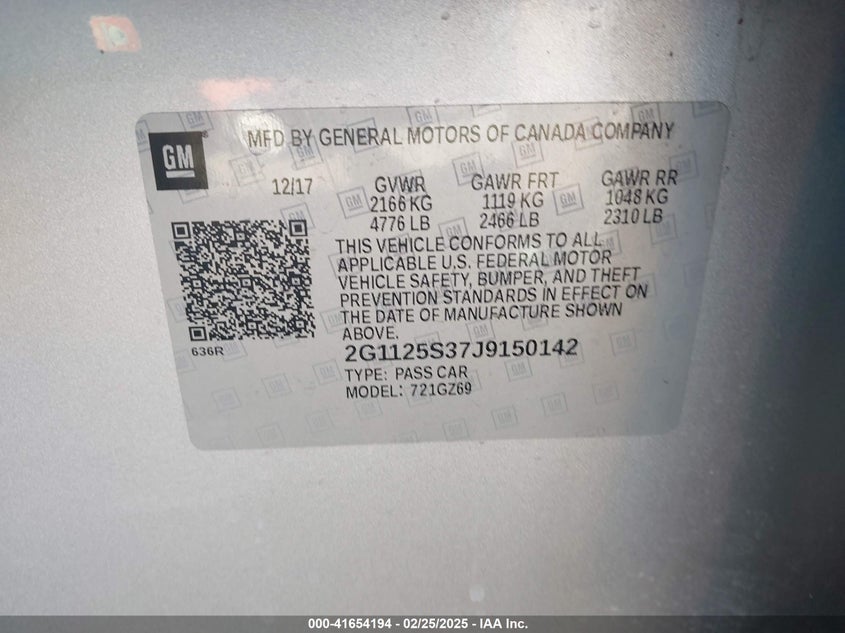 GM
MFD BY GENERAL MOTORS OF CANADA COMPANY
12/17 GVWR GAWR FRT GAWR RR
2166 KG 1119 KG 1048 KG
4776 LB 2466 LB 2310 LB
THIS VEHICLE CONFORMS TO ALL
APPLICABLE U.S. FEDERAL MOTOR
VEHICLE SAFETY, BUMPER, AND THEFT
PREVENTION STANDARDS IN EFFECT ON
THE DATE OF MANUFACTURE SHOWN
ABOVE.
636R
2G1125S37J9150142
TYPE: PASS CAR
MODEL: 721GZ69
000-41654194 - 02/25/2025 - IAA Inc.